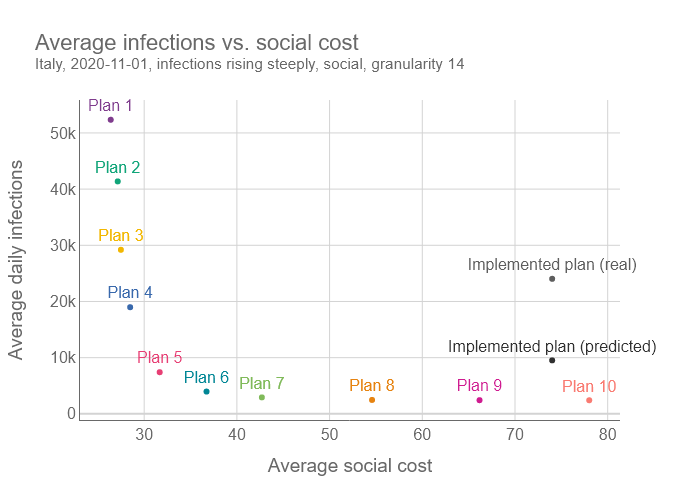 Average infections vs. social cost
Italy, 2020-11-01, infections rising steeply, social, granularity 14
Average daily infections
50k
40k
30k
20k
10k
0
Plan 1
Plan 2
Plan 3
Plan 4
Plan 5
Plan 6
Plan 7
Plan 8
Plan 9
Plan 10
Implemented plan (real)
Implemented plan (predicted)
30
40
50
60
70
80
Average social cost